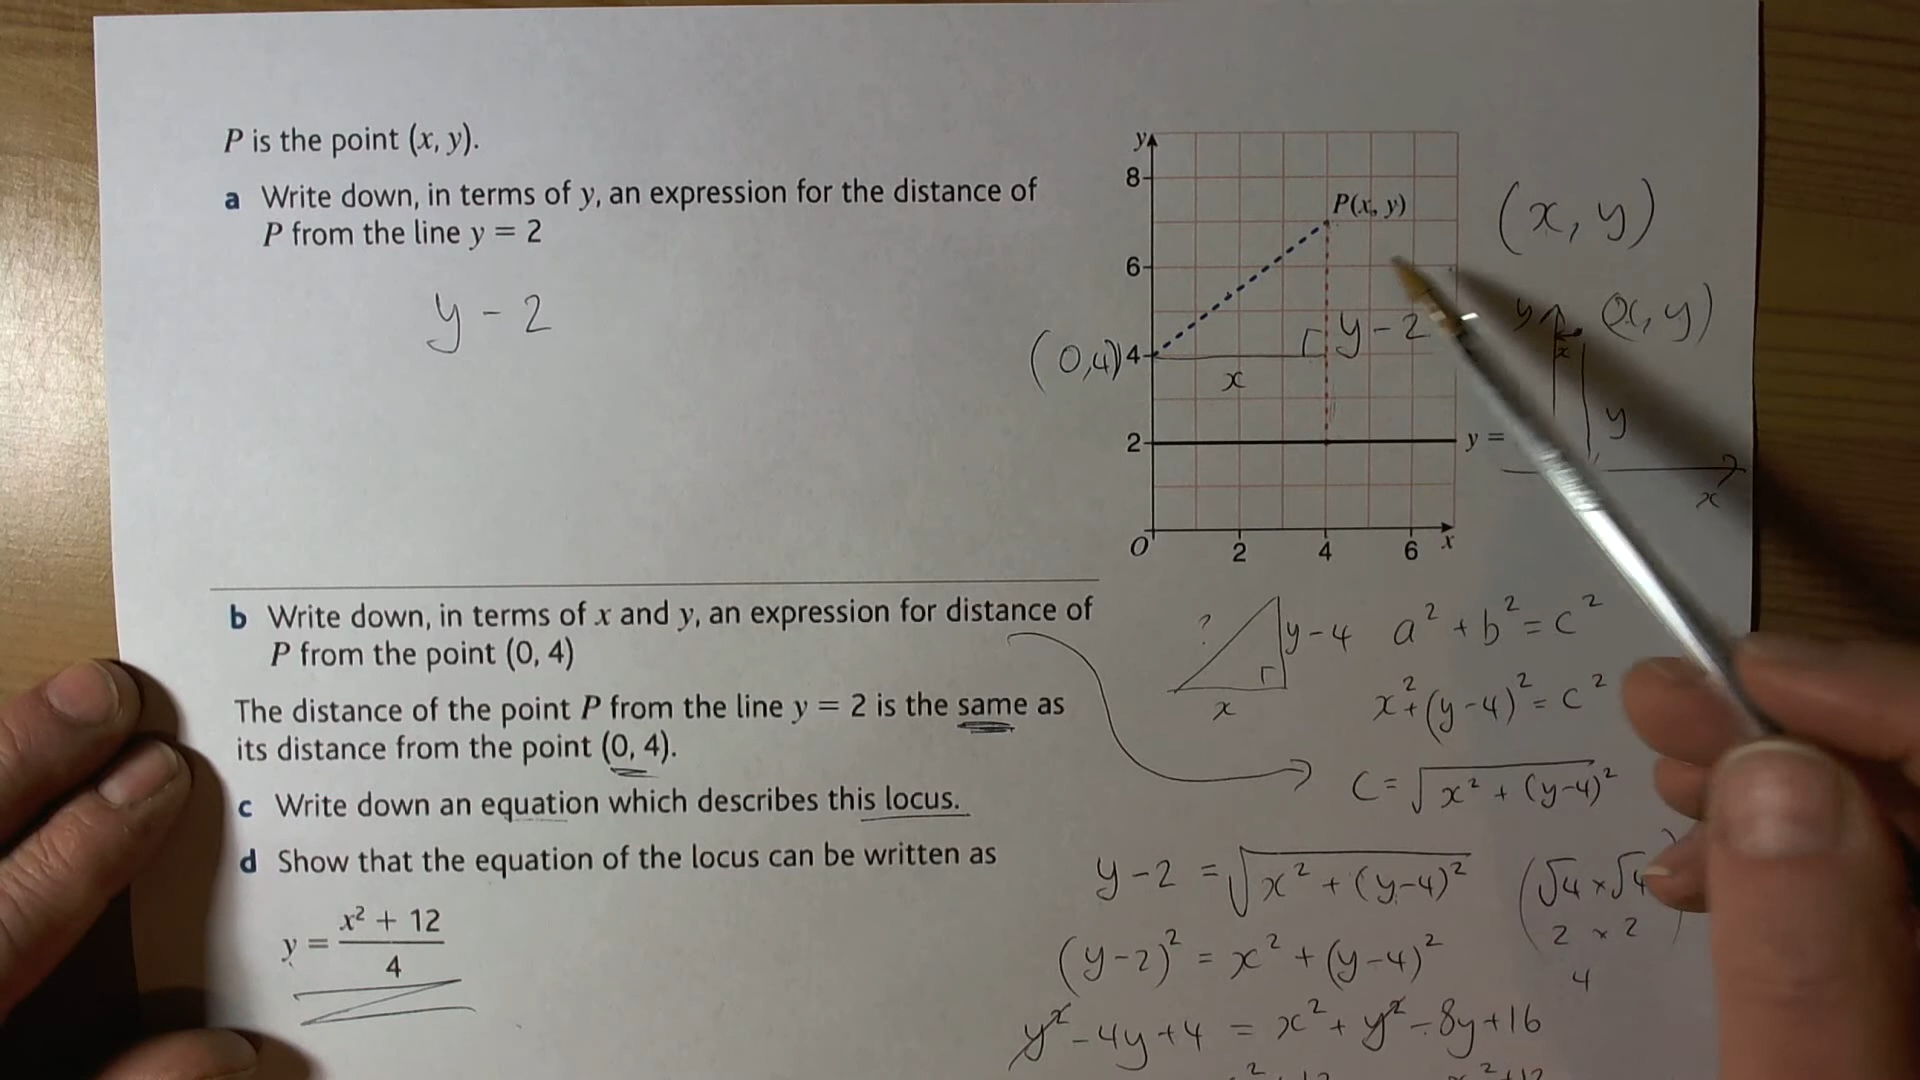 P is the point (x, y).
a Write down, in terms of y, an expression for the distance of
P from the line y = 2
y - 2
y
8
6
4
2
O
2
4
6
x
P(x, y)
(0,4)
x
y - 2
y =
(x, y)
y
(x, y)
x
y
x
b Write down, in terms of x and y, an expression for distance of
P from the point (0, 4)
The distance of the point P from the line y = 2 is the same as
its distance from the point (0, 4).
c Write down an equation which describes this locus.
d Show that the equation of the locus can be written as
y = x² + 12
4
?
y - 4
x
a² + b² = c²
x² + (y-4)² = c²
c = √x² + (y-4)²
y - 2 = √x² + (y-4)²
(√4 × √4
2 × 2
4
(y-2)² = x² + (y-4)²
y² - 4y + 4 = x² + y² - 8y + 16